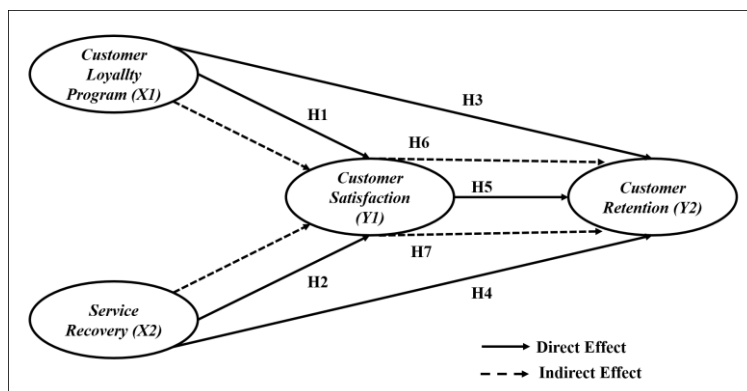 Customer
Loyallty
Program (X1)
H3
H1
H6
Customer
Satisfaction
(Y1)
H5
Customer
Retention (Y2)
H7
H2
H4
Service
Recovery (X2)
Direct Effect
Indirect Effect